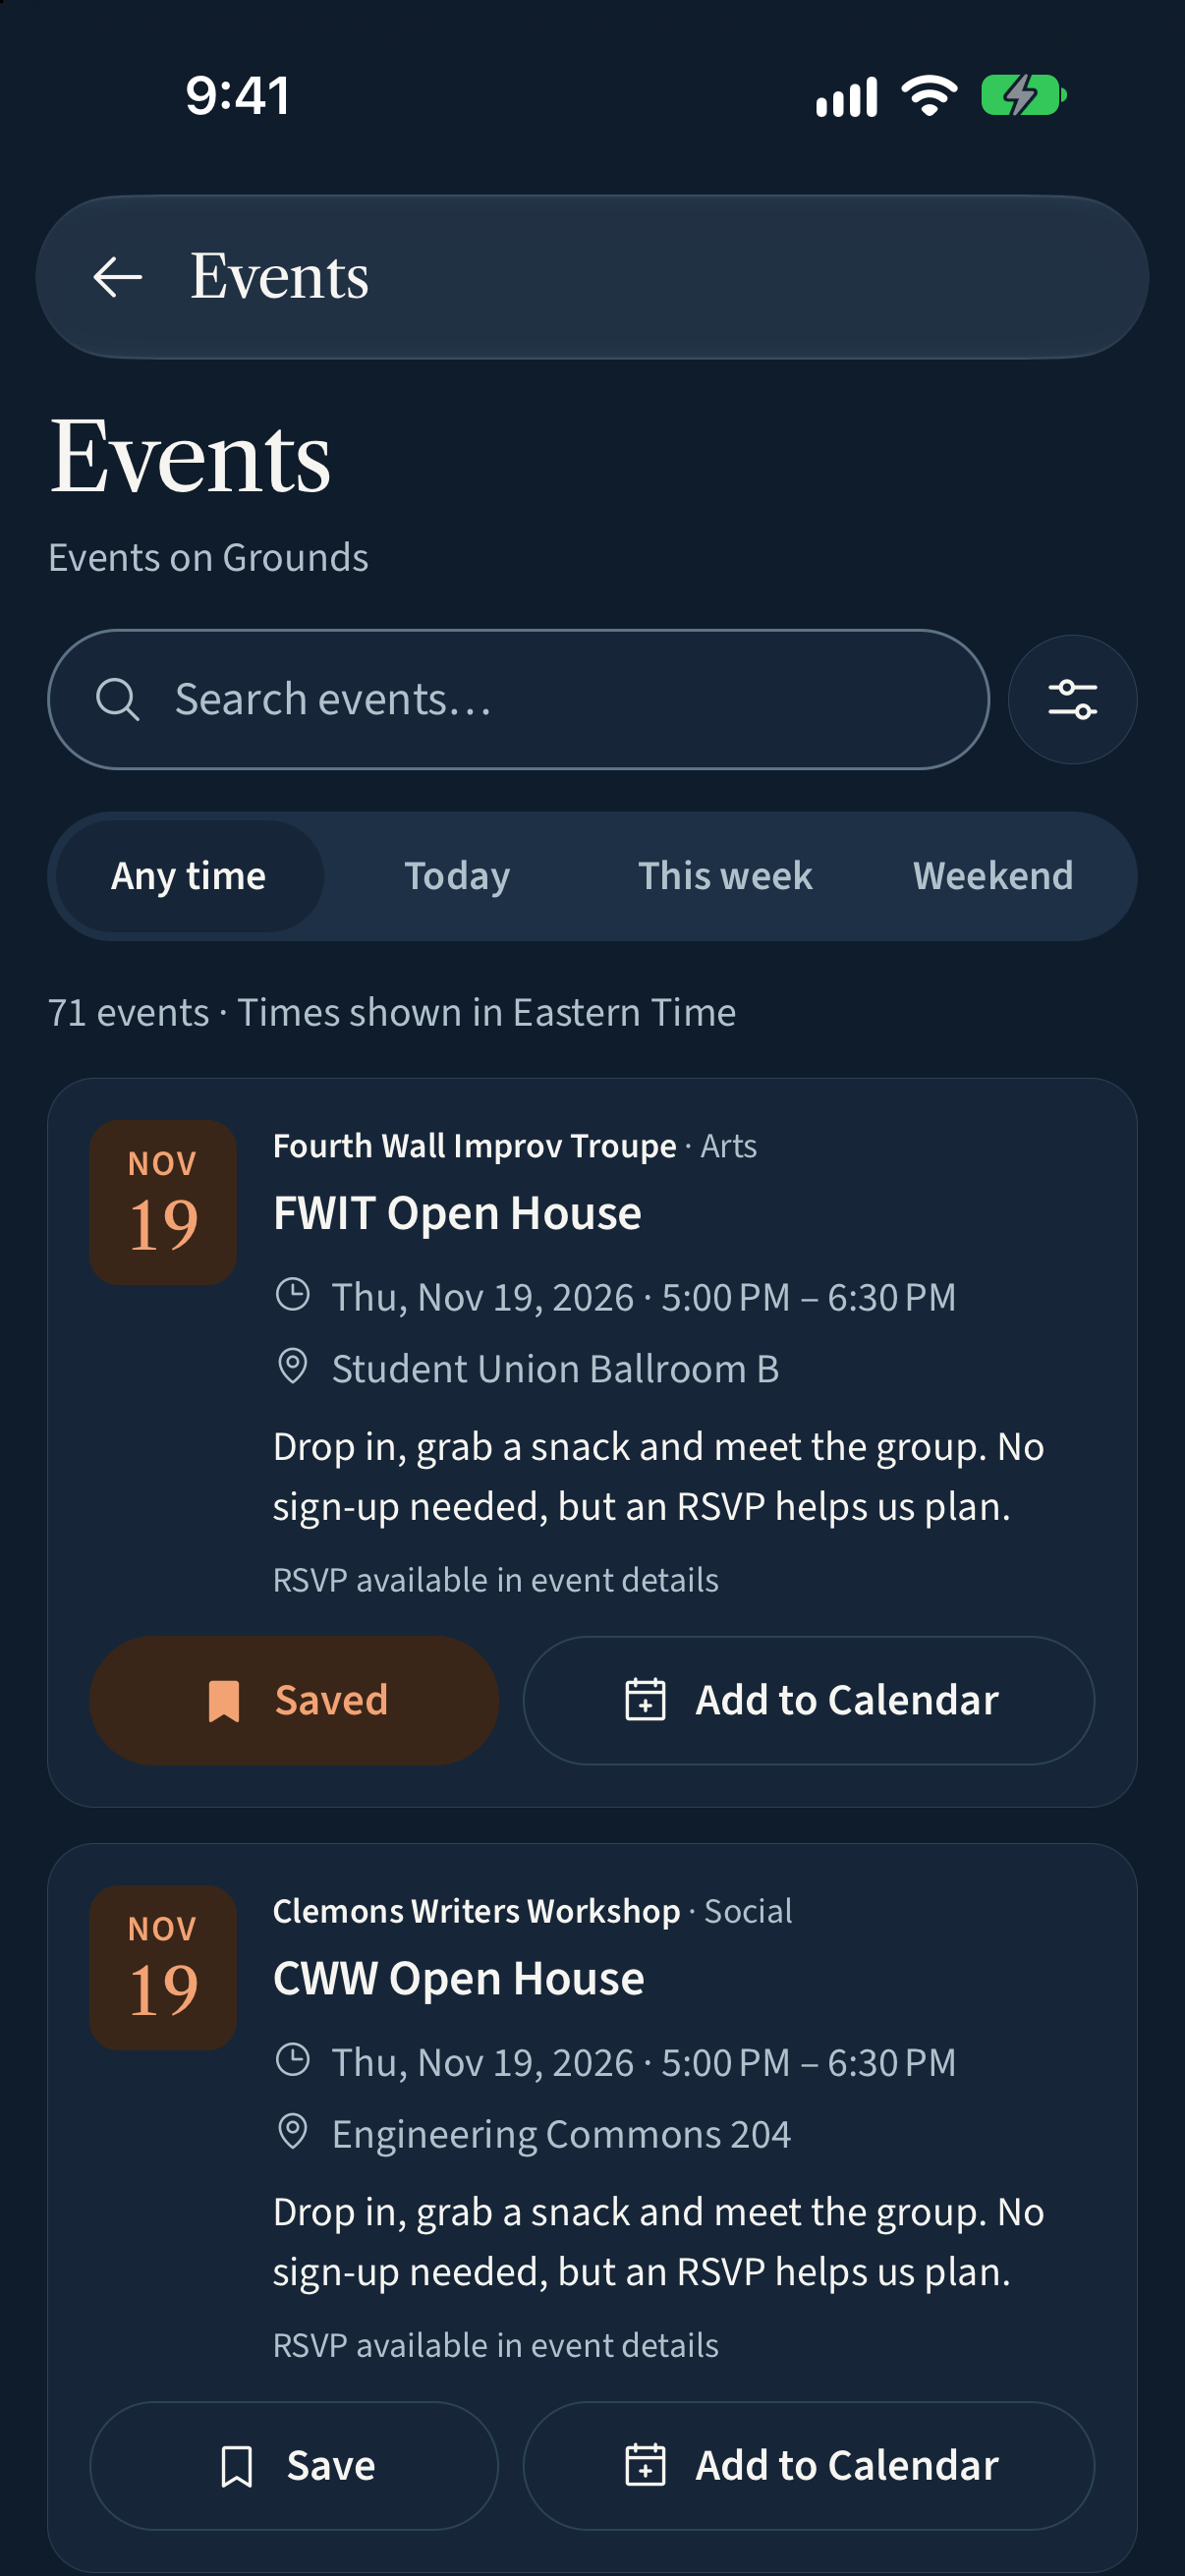 9:41
Events
Events
Events on Grounds
Search events...
Any time
Today
This week
Weekend
71 events · Times shown in Eastern Time
NOV
19
Fourth Wall Improv Troupe · Arts
FWIT Open House
Thu, Nov 19, 2026 · 5:00 PM – 6:30 PM
Student Union Ballroom B
Drop in, grab a snack and meet the group. No
sign-up needed, but an RSVP helps us plan.
RSVP available in event details
Saved
Add to Calendar
NOV
19
Clemons Writers Workshop · Social
CWW Open House
Thu, Nov 19, 2026 · 5:00 PM – 6:30 PM
Engineering Commons 204
Drop in, grab a snack and meet the group. No
sign-up needed, but an RSVP helps us plan.
RSVP available in event details
Save
Add to Calendar